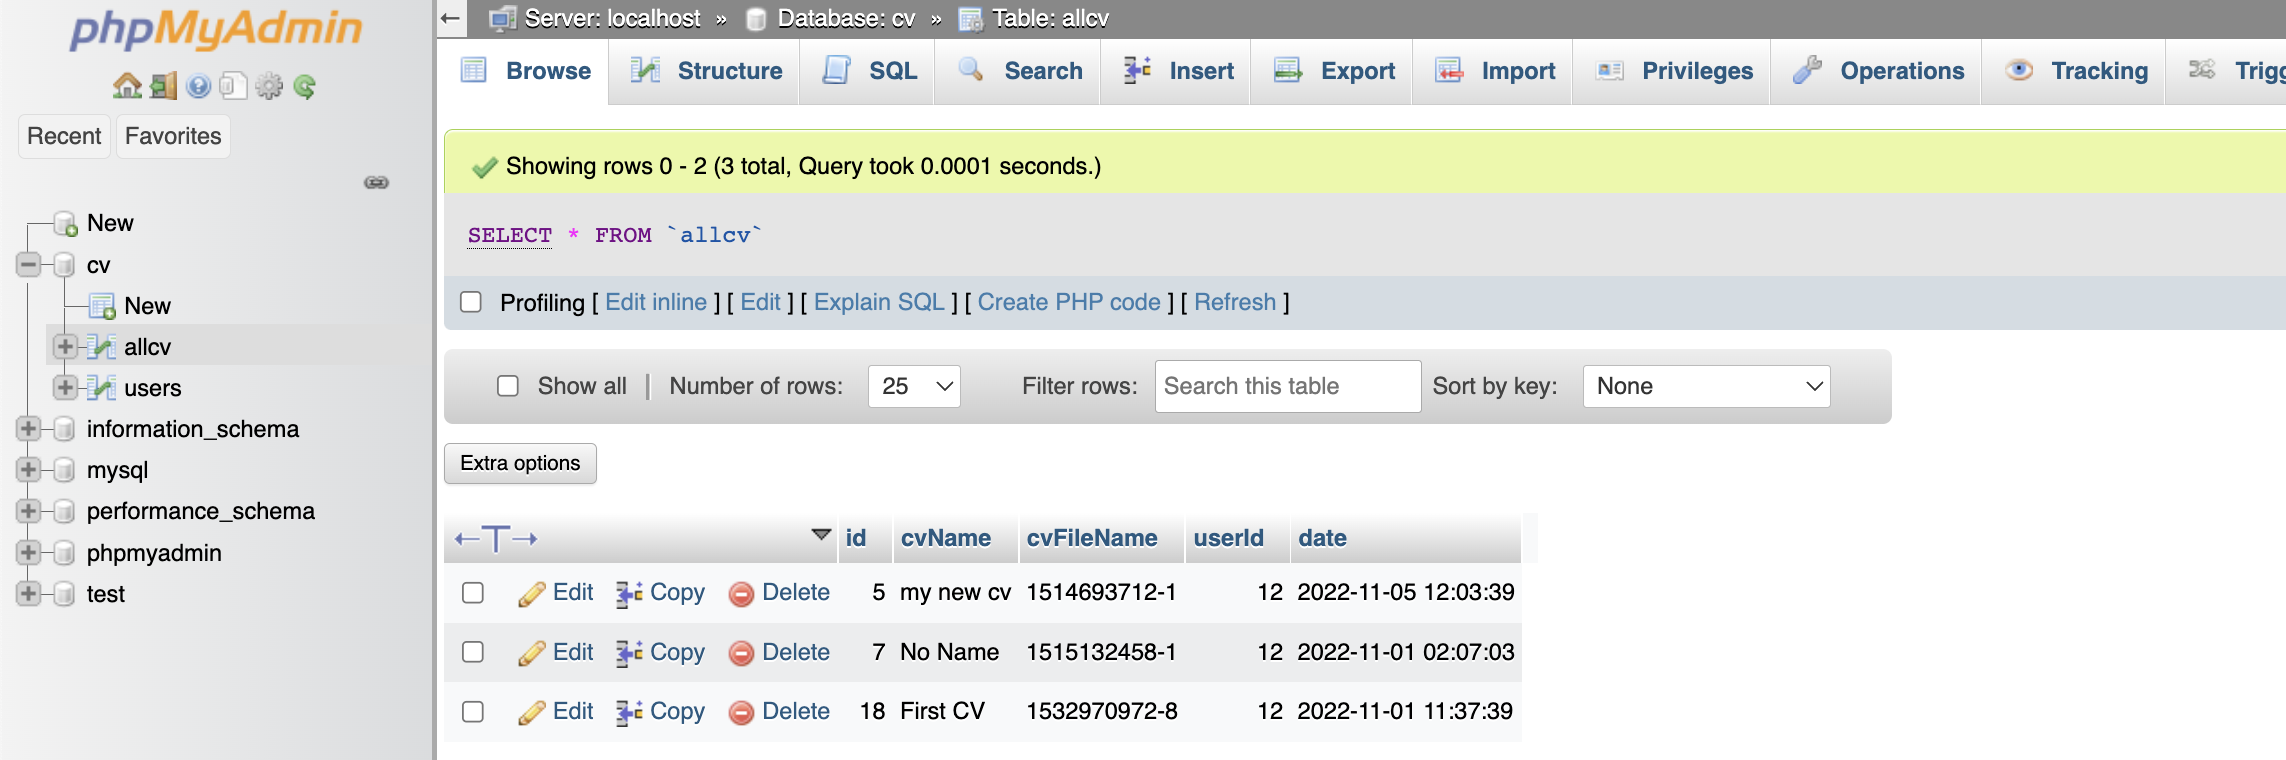 phpMyAdmin
Recent Favorites
New
cv
New
allcv
users
information_schema
mysql
performance_schema
phpmyadmin
test
Server: localhost » Database: cv » Table: allcv
Browse Structure SQL Search Insert Export Import Privileges Operations Tracking Trigg
Showing rows 0 - 2 (3 total, Query took 0.0001 seconds.)
SELECT * FROM `allcv`
Profiling [ Edit inline ] [ Edit ] [ Explain SQL ] [ Create PHP code ] [ Refresh ]
Show all | Number of rows: 25 Filter rows: Search this table Sort by key: None
Extra options
←T→ id cvName cvFileName userId date
Edit Copy Delete 5 my new cv 1514693712-1 12 2022-11-05 12:03:39
Edit Copy Delete 7 No Name 1515132458-1 12 2022-11-01 02:07:03
Edit Copy Delete 18 First CV 1532970972-8 12 2022-11-01 11:37:39